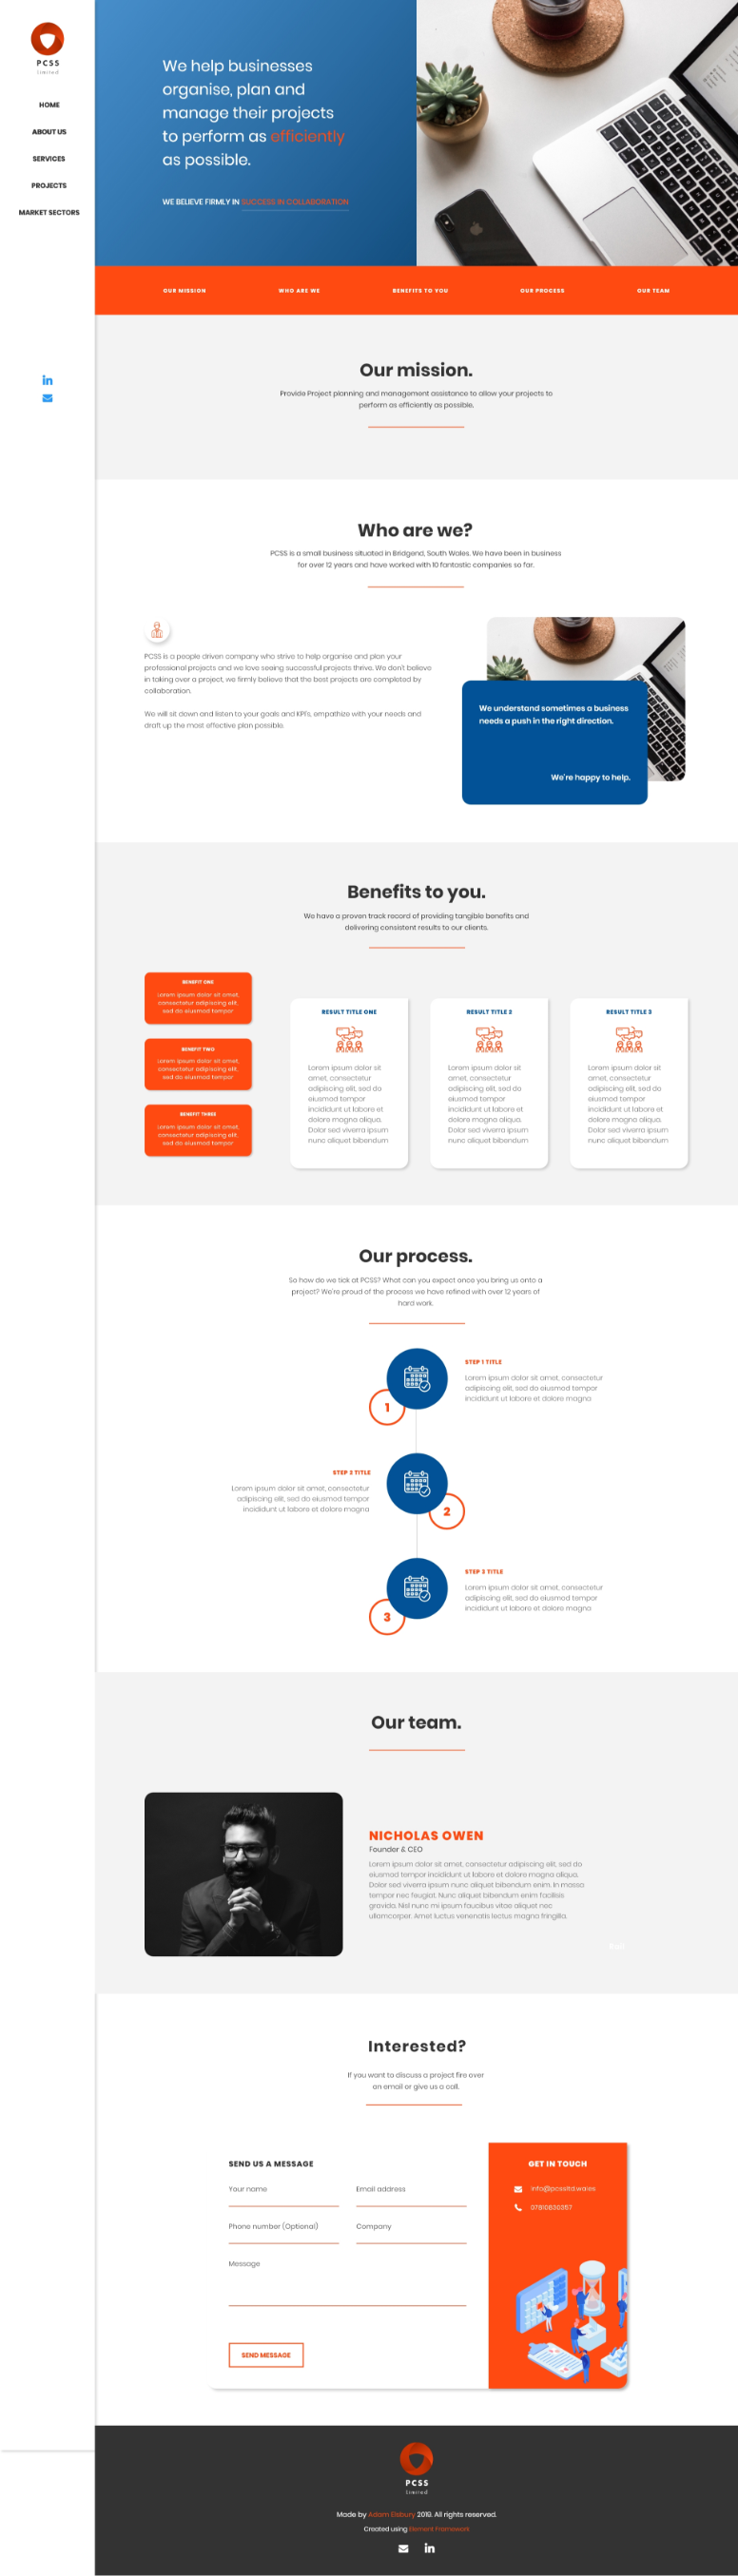 PCSS
Limited
HOME
ABOUT US
SERVICES
PROJECTS
MARKET SECTORS
We help businesses
organise, plan and
manage their projects
to perform as efficiently
as possible.
WE BELIEVE FIRMLY IN SUCCESS IN COLLABORATION
OUR MISSION
WHO ARE WE
BENEFITS TO YOU
OUR PROCESS
OUR TEAM
Our mission.
Provide Project planning and management assistance to allow your projects to
perform as efficiently as possible.
Who are we?
PCSS is a small business situated in Bridgend, South Wales. We have been in business
for over 12 years and have worked with 10 fantastic companies so far.
PCSS is a people driven company who strive to help organise and plan your
professional projects and we love seeing successful projects thrive. We don't believe
in taking over a project, we firmly believe that the best projects are completed by
collaboration.
We will sit down and listen to your goals and KPI's, empathize with your needs and
draft up the most effective plan possible.
We understand sometimes a business
needs a push in the right direction.
We're happy to help.
Benefits to you.
We have a proven track record of providing tangible benefits and
delivering consistent results to our clients.
BENEFIT ONE
Lorem ipsum dolor sit amet,
consectetur adipiscing elit,
sed do eiusmod tempor
BENEFIT TWO
Lorem ipsum dolor sit amet,
consectetur adipiscing elit,
sed do eiusmod tempor
BENEFIT THREE
Lorem ipsum dolor sit amet,
consectetur adipiscing elit,
sed do eiusmod tempor
RESULT TITLE ONE
Lorem ipsum dolor sit
amet, consectetur
adipiscing elit, sed do
eiusmod tempor
incididunt ut labore et
dolore magna aliqua.
Dolor sed viverra ipsum
nunc aliquet bibendum
RESULT TITLE 2
Lorem ipsum dolor sit
amet, consectetur
adipiscing elit, sed do
eiusmod tempor
incididunt ut labore et
dolore magna aliqua.
Dolor sed viverra ipsum
nunc aliquet bibendum
RESULT TITLE 3
Lorem ipsum dolor sit
amet, consectetur
adipiscing elit, sed do
eiusmod tempor
incididunt ut labore et
dolore magna aliqua.
Dolor sed viverra ipsum
nunc aliquet bibendum
Our process.
So how do we tick at PCSS? What can you expect once you bring us onto a
project? We're proud of the process we have refined with over 12 years of
hard work.
1
STEP 1 TITLE
Lorem ipsum dolor sit amet, consectetur
adipiscing elit, sed do eiusmod tempor
incididunt ut labore et dolore magna
STEP 2 TITLE
Lorem ipsum dolor sit amet, consectetur
adipiscing elit, sed do eiusmod tempor
incididunt ut labore et dolore magna
2
STEP 3 TITLE
Lorem ipsum dolor sit amet, consectetur
adipiscing elit, sed do eiusmod tempor
incididunt ut labore et dolore magna
3
Our team.
NICHOLAS OWEN
Founder & CEO
Lorem ipsum dolor sit amet, consectetur adipiscing elit, sed do
eiusmod tempor incididunt ut labore et dolore magna aliqua.
Dolor sed viverra ipsum nunc aliquet bibendum enim. In massa
tempor nec feugiat. Nunc aliquet bibendum enim facilisis
gravida. Nisl nunc mi ipsum faucibus vitae aliquet nec
ullamcorper. Amet luctus venenatis lectus magna fringilla.
Interested?
If you want to discuss a project fire over
an email or give us a call.
SEND US A MESSAGE
Your name
Email address
Phone number (Optional)
Company
Message
SEND MESSAGE
GET IN TOUCH
info@pcssltd.wales
07810830357
PCSS
Limited
Made by Adam Elsbury 2019. All rights reserved.
Created using Element Framework